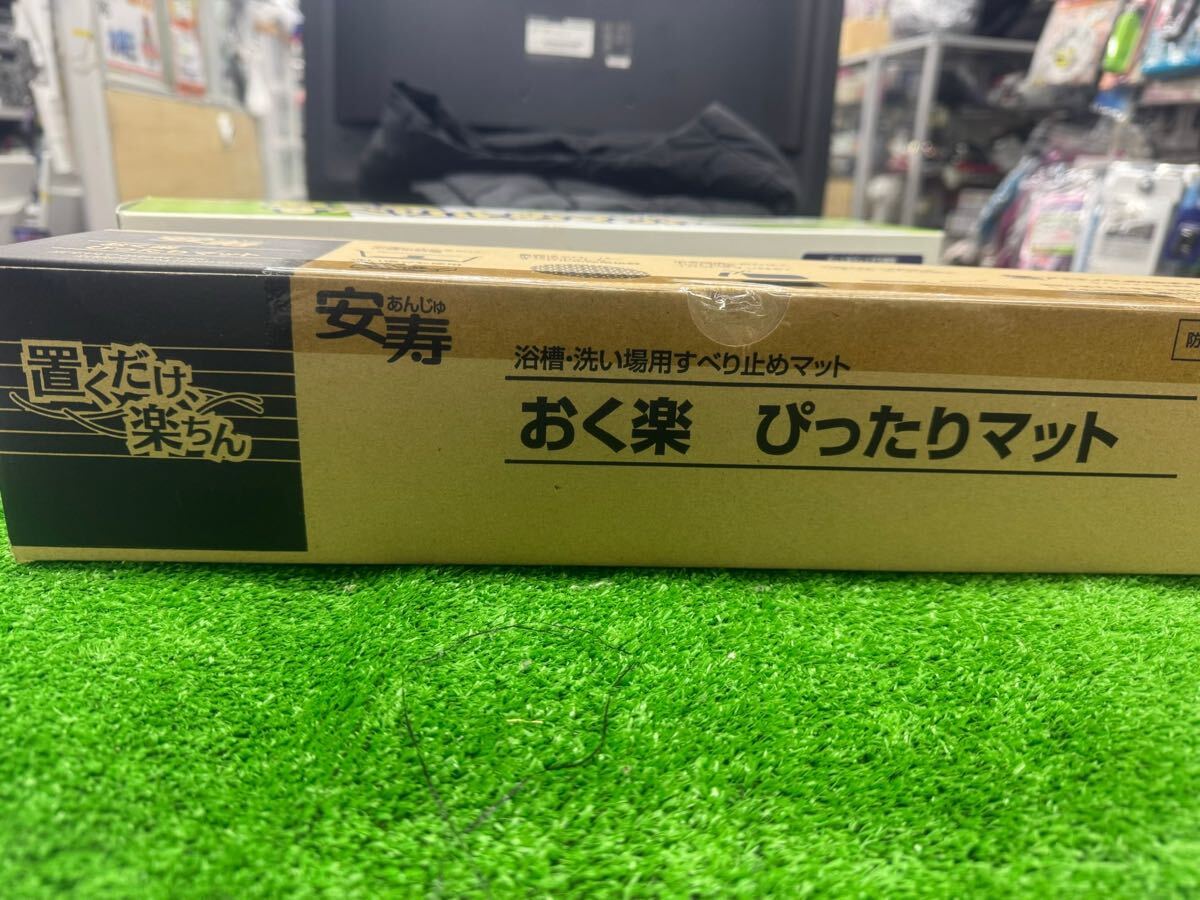 置くだけ、
楽ちん
安寿
あんじゅ
浴槽・洗い場用すべり止めマット
おく楽 ぴったりマット
防